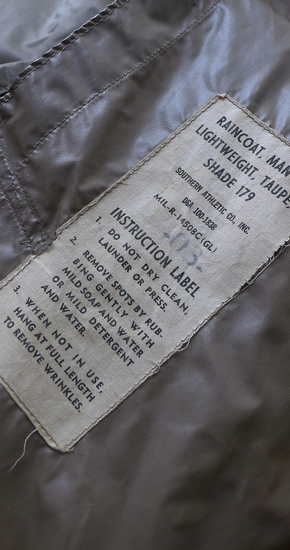 RAINCOAT, MAN
LIGHTWEIGHT, TAUPE,
SHADE 179
SOUTHERN ATHLETIC CO., INC.
DSA 100-1838
MIL-R-14508C(GL)
INSTRUCTION LABEL
1. DO NOT DRY CLEAN,
LAUNDER OR PRESS.
2. REMOVE SPOTS BY RUB-
BING GENTLY WITH
MILD SOAP AND WATER
OR MILD DETERGENT
AND WATER.
3. WHEN NOT IN USE,
HANG AT FULL LENGTH
TO REMOVE WRINKLES.